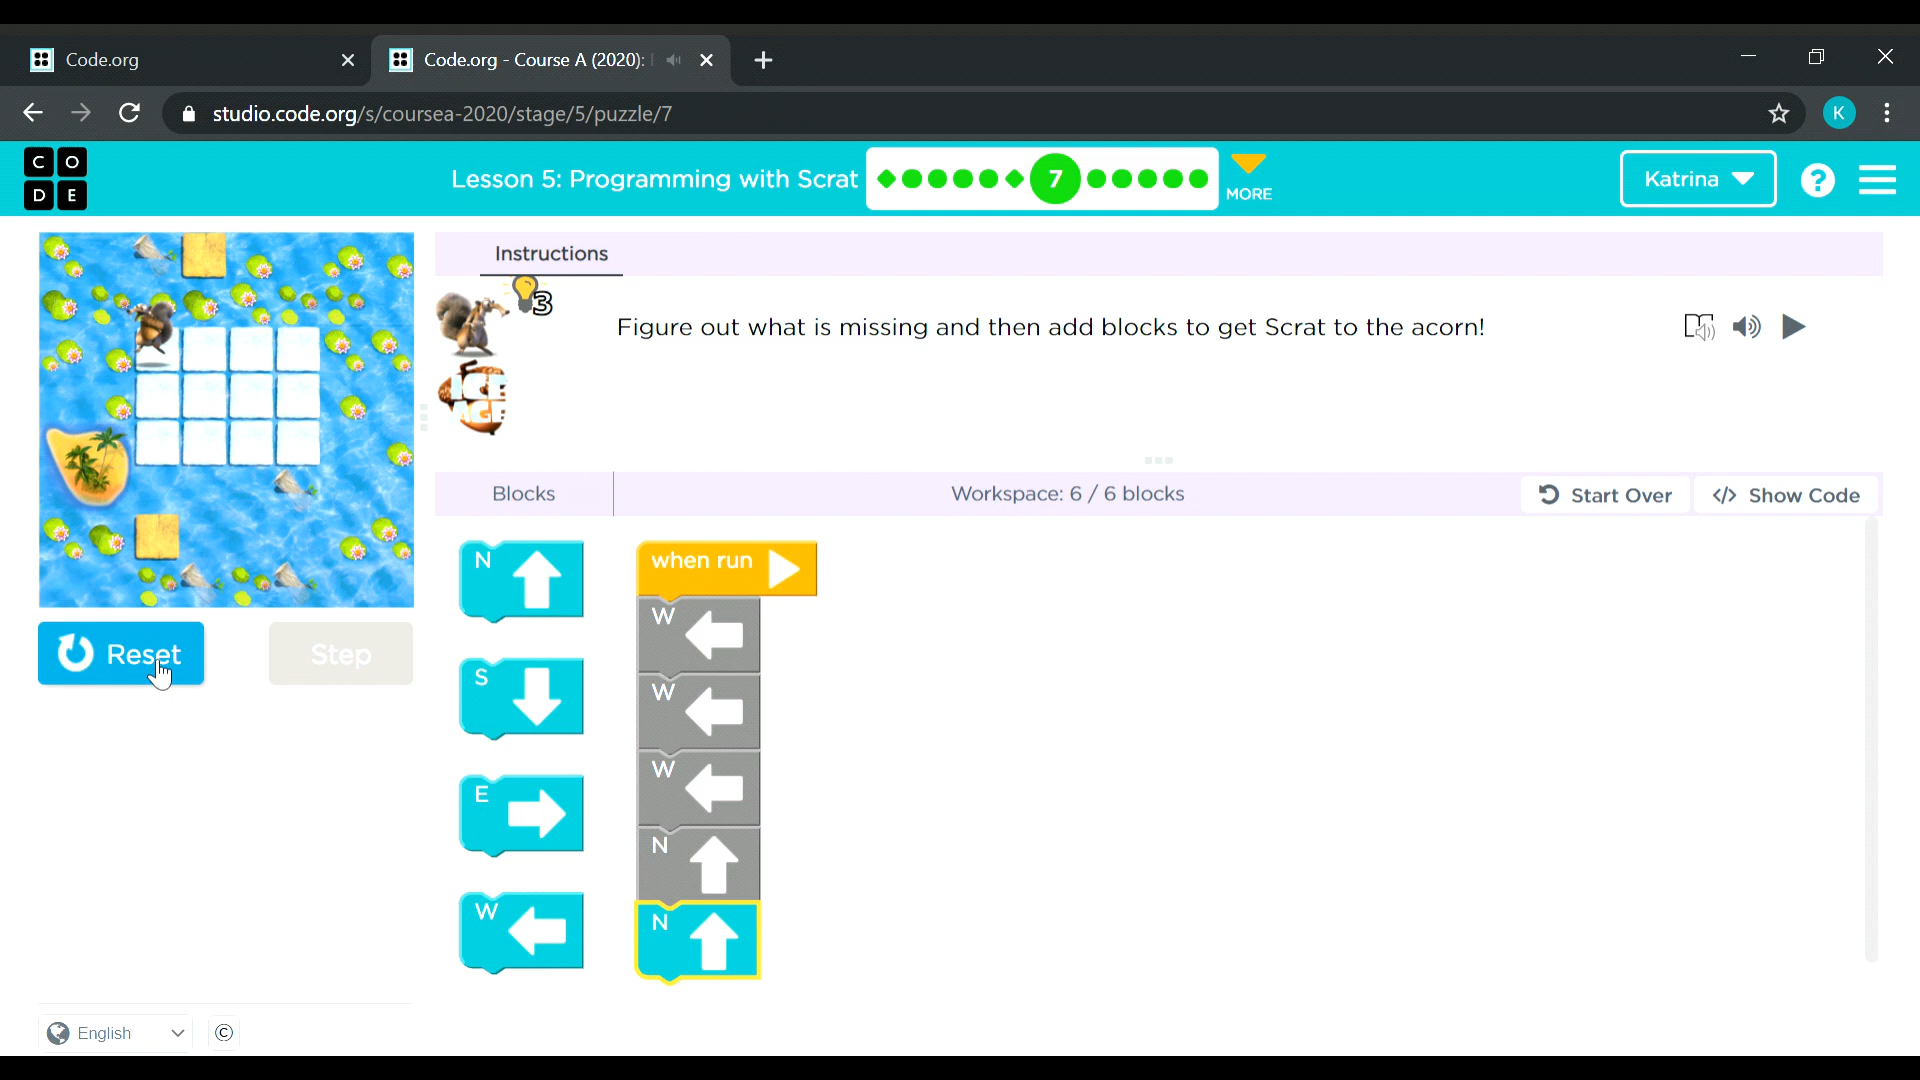 Code.org
Code.org - Course A (2020):
studio.code.org/s/coursea-2020/stage/5/puzzle/7
K
C O
D E
Lesson 5: Programming with Scrat
7
MORE
Katrina
?
Instructions
3
Figure out what is missing and then add blocks to get Scrat to the acorn!
ICE
AGE
Blocks
Workspace: 6 / 6 blocks
Start Over
</> Show Code
N
S
E
W
when run
W
W
W
N
N
Reset
Step
English
©